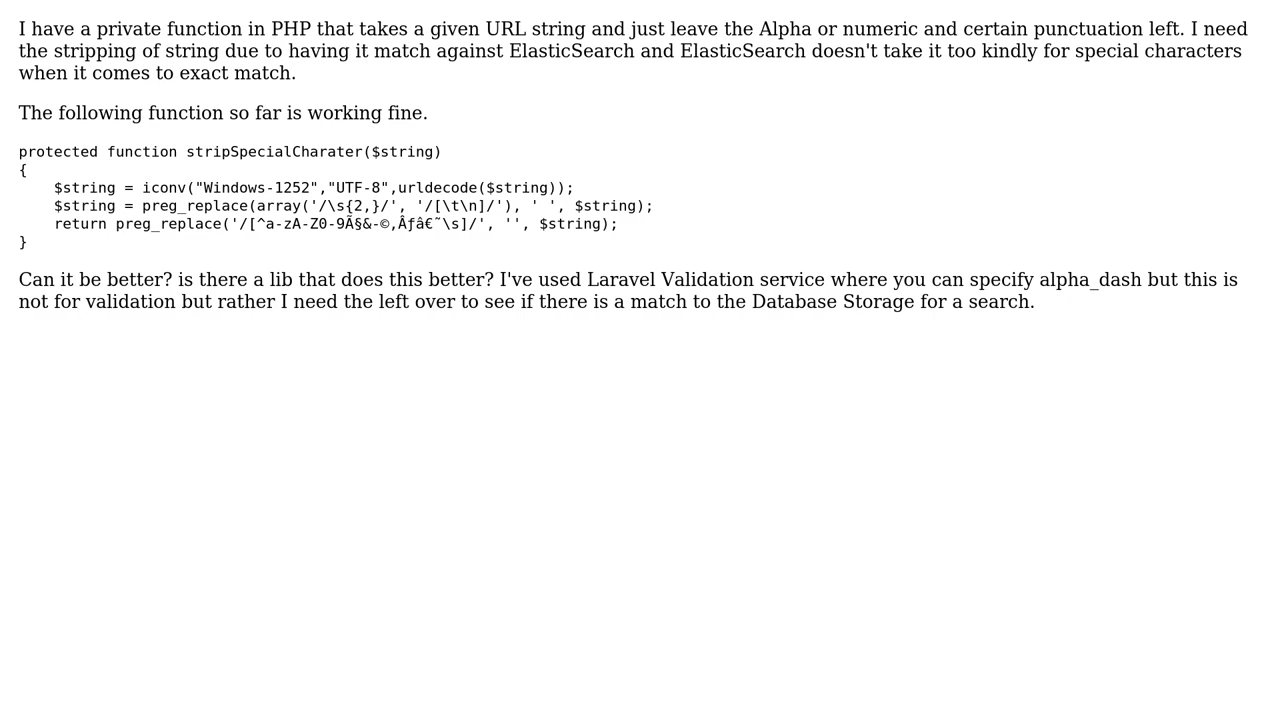 I have a private function in PHP that takes a given URL string and just leave the Alpha or numeric and certain punctuation left. I need
the stripping of string due to having it match against ElasticSearch and ElasticSearch doesn't take it too kindly for special characters
when it comes to exact match.
The following function so far is working fine.
protected function stripSpecialCharater($string)
{
    $string = iconv("Windows-1252","UTF-8",urldecode($string));
    $string = preg_replace(array('/\s{2,}/', '/[\t\n]/'), ' ', $string);
    return preg_replace('/[^a-zA-Z0-9Ã§&-©,Âƒâ€˜\s]/', '', $string);
}
Can it be better? is there a lib that does this better? I've used Laravel Validation service where you can specify alpha_dash but this is
not for validation but rather I need the left over to see if there is a match to the Database Storage for a search.